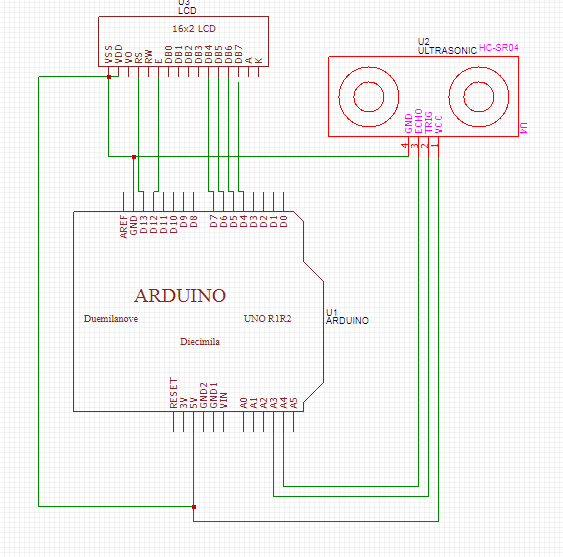 U3
LCD
16x2 LCD
VSS VDD VO RS RW E DB0 DB1 DB2 DB3 DB4 DB5 DB6 DB7 A K
U2
ULTRASONIC HC-SR04
GND ECHO TRIG VCC
4 3 2 1
U4
AREF GND D13 D12 D11 D10 D9 D8 D7 D6 D5 D4 D3 D2 D1 D0
ARDUINO
Duemilanove UNO R1R2
Diecimila
U1
ARDUINO
RESET 3V 5V GND2 GND1 VIN A0 A1 A2 A3 A4 A5